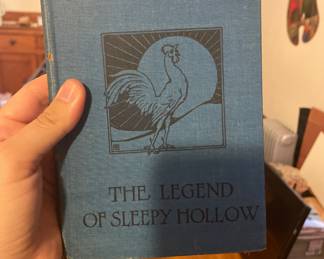 THE LEGEND
OF SLEEPY HOLLOW